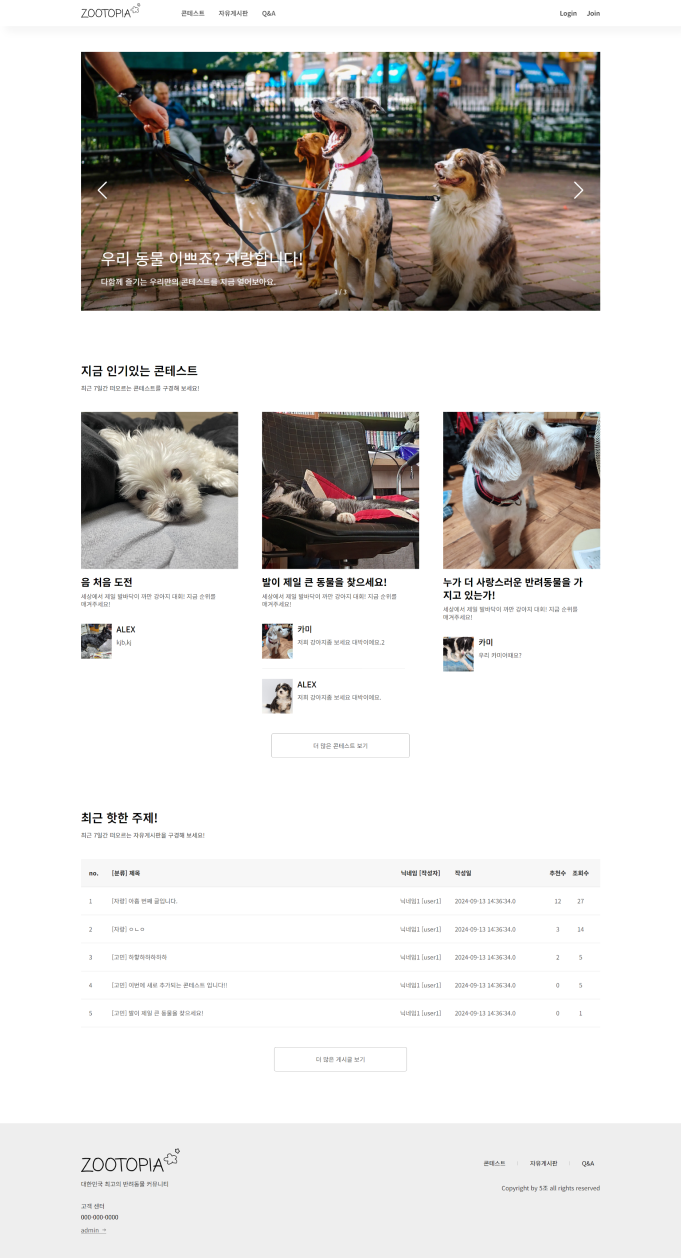 ZOOTOPIA
콘테스트 자유게시판 Q&A
Login Join
우리 동물 이쁘죠? 자랑합니다!
다함께 즐기는 우리만의 콘테스트를 지금 열어보아요.
/ 3
지금 인기있는 콘테스트
최근 7일간 떠오르는 콘테스트를 구경해 보세요!
음 처음 도전
세상에서 제일 발바닥이 까만 강아지 대회! 지금 순위를
매겨주세요!
ALEX
kjb,kj
발이 제일 큰 동물을 찾으세요!
세상에서 제일 발바닥이 까만 강아지 대회! 지금 순위를
매겨주세요!
카미
저희 강아지좀 보세요 대박이에요.2
ALEX
저희 강아지좀 보세요 대박이에요.
누가 더 사랑스러운 반려동물을 가
지고 있는가!
세상에서 제일 발바닥이 까만 강아지 대회! 지금 순위를
매겨주세요!
카미
우리 카미어때요?
더 많은 콘테스트 보기
최근 핫한 주제!
최근 7일간 떠오르는 자유게시판을 구경해 보세요!
no. [분류] 제목 닉네임 [작성자] 작성일 추천수 조회수
1 [자랑] 아홉 번째 글입니다. 닉네임1 [user1] 2024-09-13 14:36:34.0 12 27
2 [자랑] ㅇㄴㅇ 닉네임1 [user1] 2024-09-13 14:36:34.0 3 14
3 [고민] 닉네임1 [user1] 2024-09-13 14:36:34.0 2 5
4 [고민] 이번에 새로 추가되는 콘테스트 입니다!! 닉네임1 [user1] 2024-09-13 14:36:34.0 0 5
5 [고민] 발이 제일 큰 동물을 찾으세요! 닉네임1 [user1] 2024-09-13 14:36:34.0 0 1
더 많은 게시글 보기
ZOOTOPIA
대한민국 최고의 반려동물 커뮤니티
고객 센터
000-000-0000
admin →
콘테스트 | 자유게시판 | Q&A
Copyright by 5조 all rights reserved